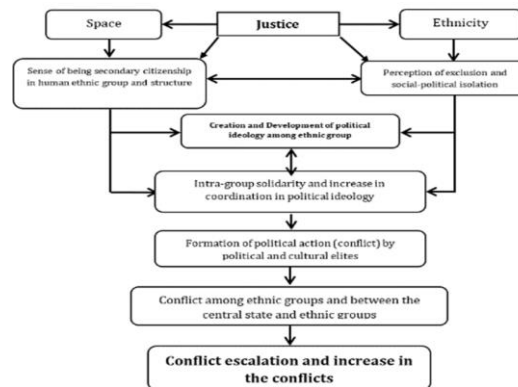 Space
Justice
Ethnicity
Sense of being secondary citizenship
in human ethnic group and structure
Perception of exclusion and
social-political isolation
Creation and Development of political
ideology among ethnic group
Intra-group solidarity and increase in
coordination in political ideology
Formation of political action (conflict) by
political and cultural elites
Conflict among ethnic groups and between the
central state and ethnic groups
Conflict escalation and increase in
the conflicts